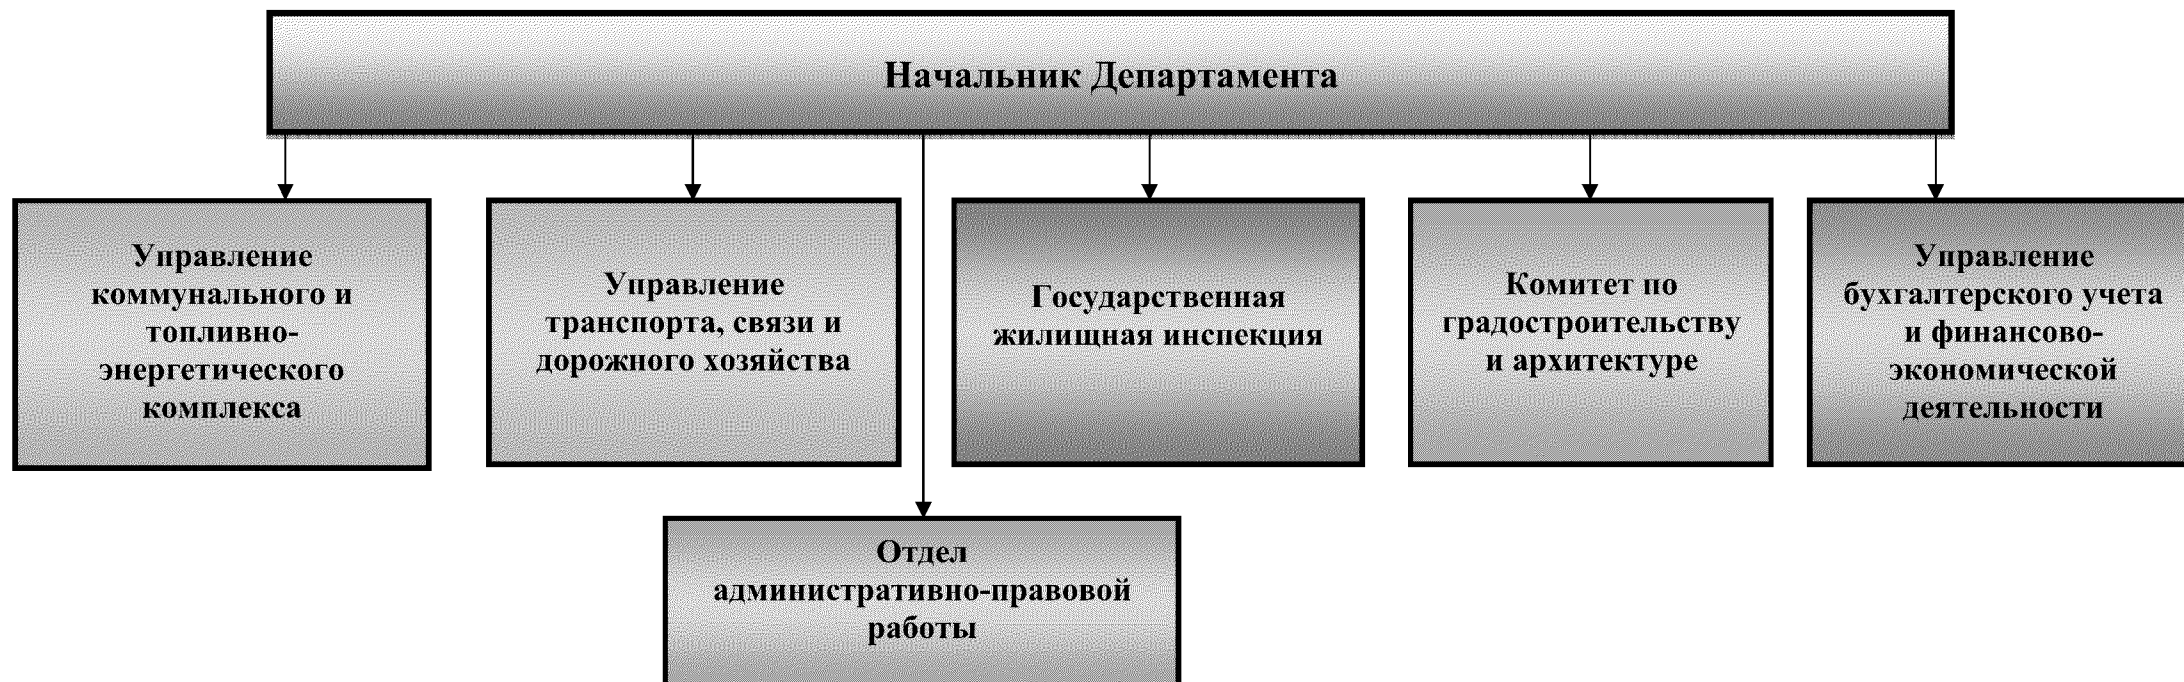 Начальник Департамента
Управление
коммунального и
топливно-
энергетического
комплекса
Управление
транспорта, связи и
дорожного хозяйства
Государственная
жилищная инспекция
Комитет по
градостроительству
и архитектуре
Управление
бухгалтерского учета
и финансово-
экономической
деятельности
Отдел
административно-правовой
работы